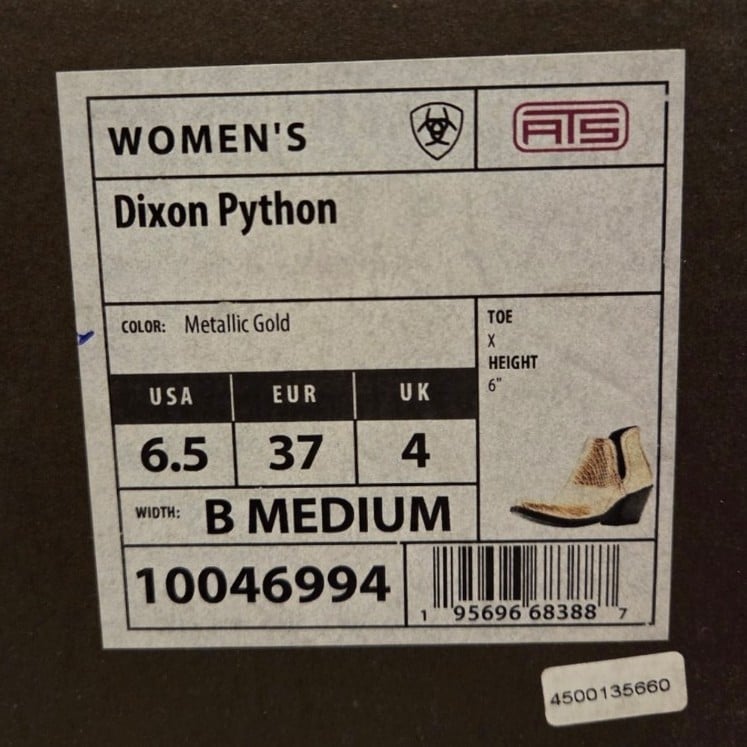 WOMEN'S
ATS
Dixon Python
COLOR: Metallic Gold
TOE
X
HEIGHT
6"
USA EUR UK
6.5 37 4
WIDTH: B MEDIUM
10046994
1 95696 68388 7
4500135660